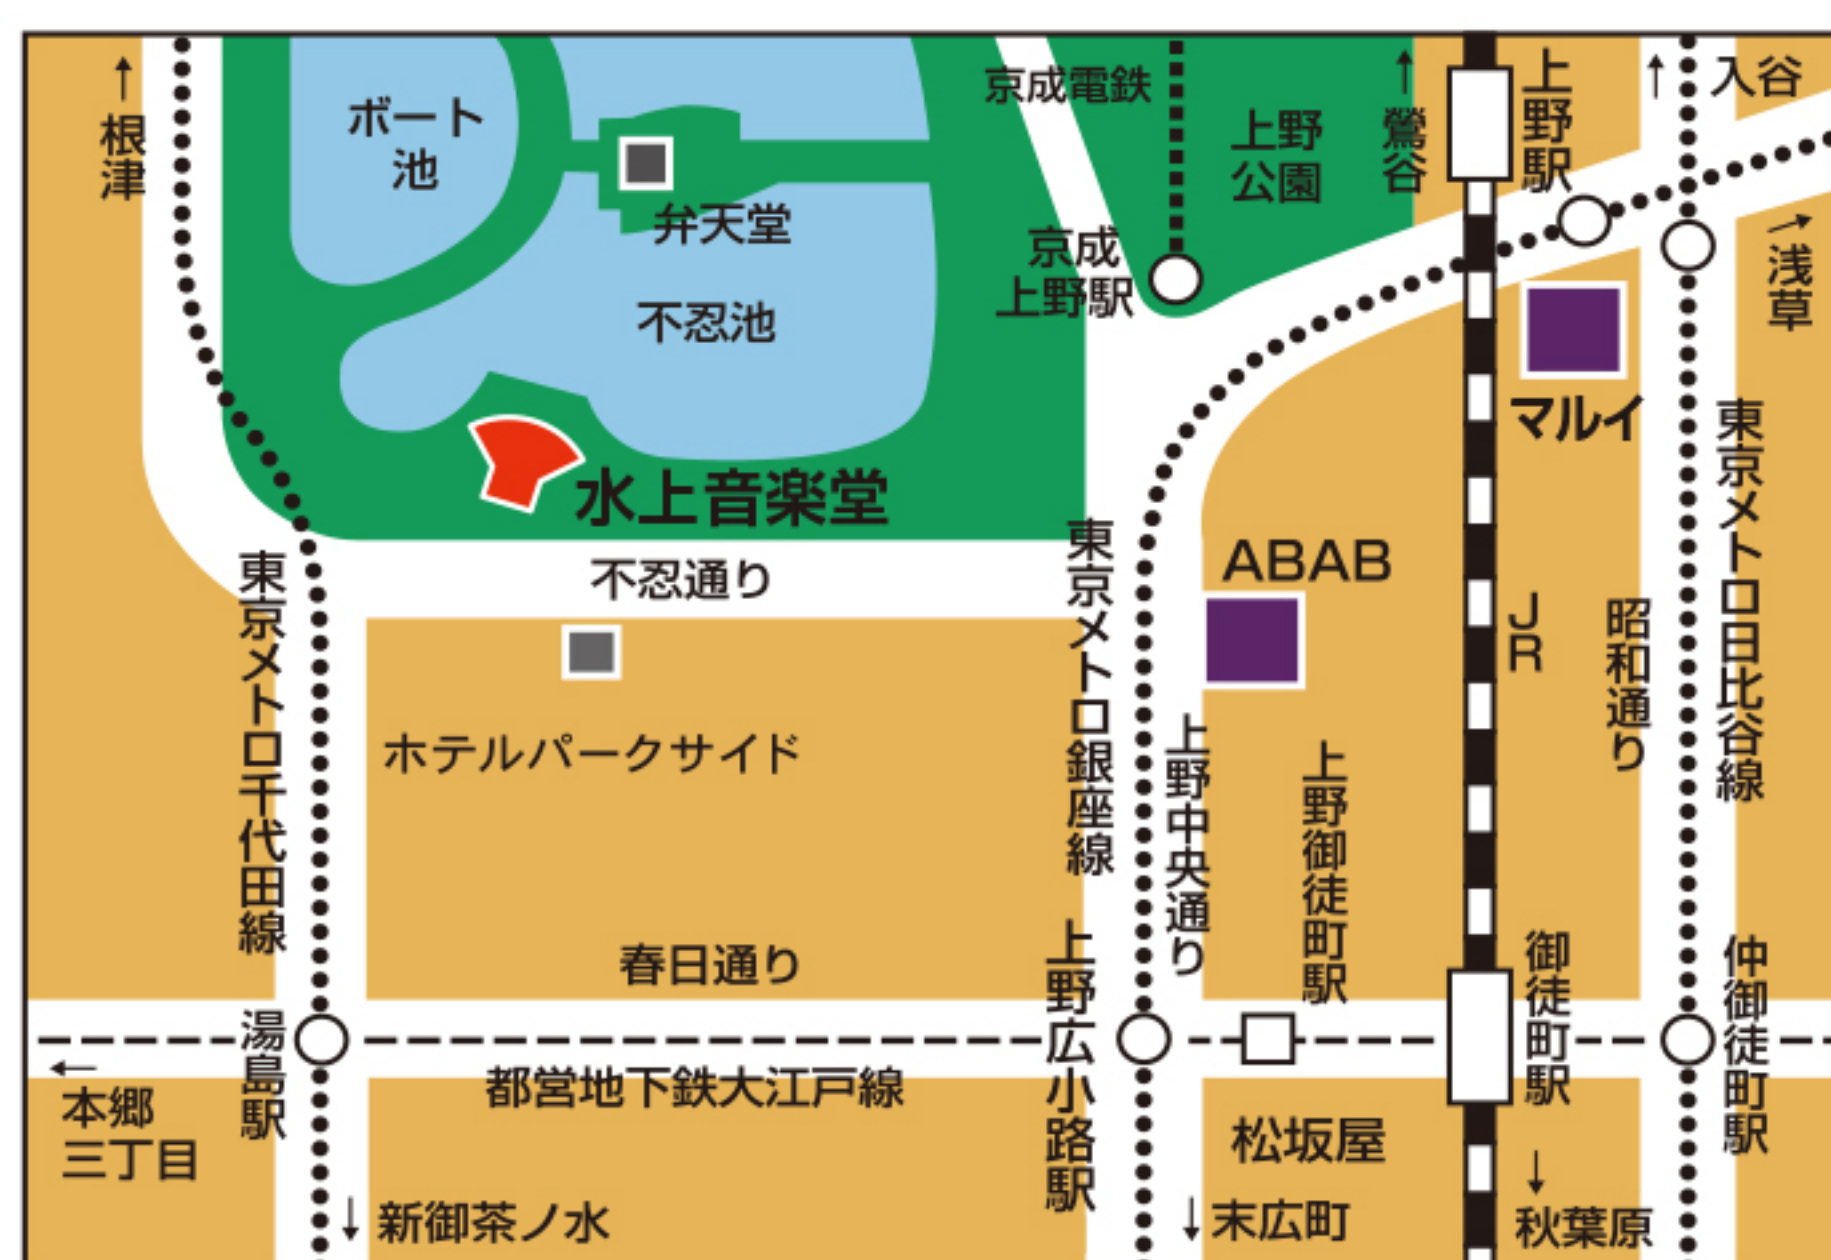 ↑根津
ボート
池
弁天堂
不忍池
水上音楽堂
京成電鉄
上野
公園
↑鶯谷
上野駅
↑入谷
京成
上野駅
→浅草
マルイ
東京メトロ日比谷線
不忍通り
東京メトロ千代田線
ホテルパークサイド
東京メトロ銀座線
ABAB
JR
昭和通り
上野中央通り
上野御徒町駅
春日通り
上野広小路駅
御徒町駅
仲御徒町駅
湯島駅
都営地下鉄大江戸線
←
本郷
三丁目
松坂屋
↓新御茶ノ水
↓末広町
↓秋葉原